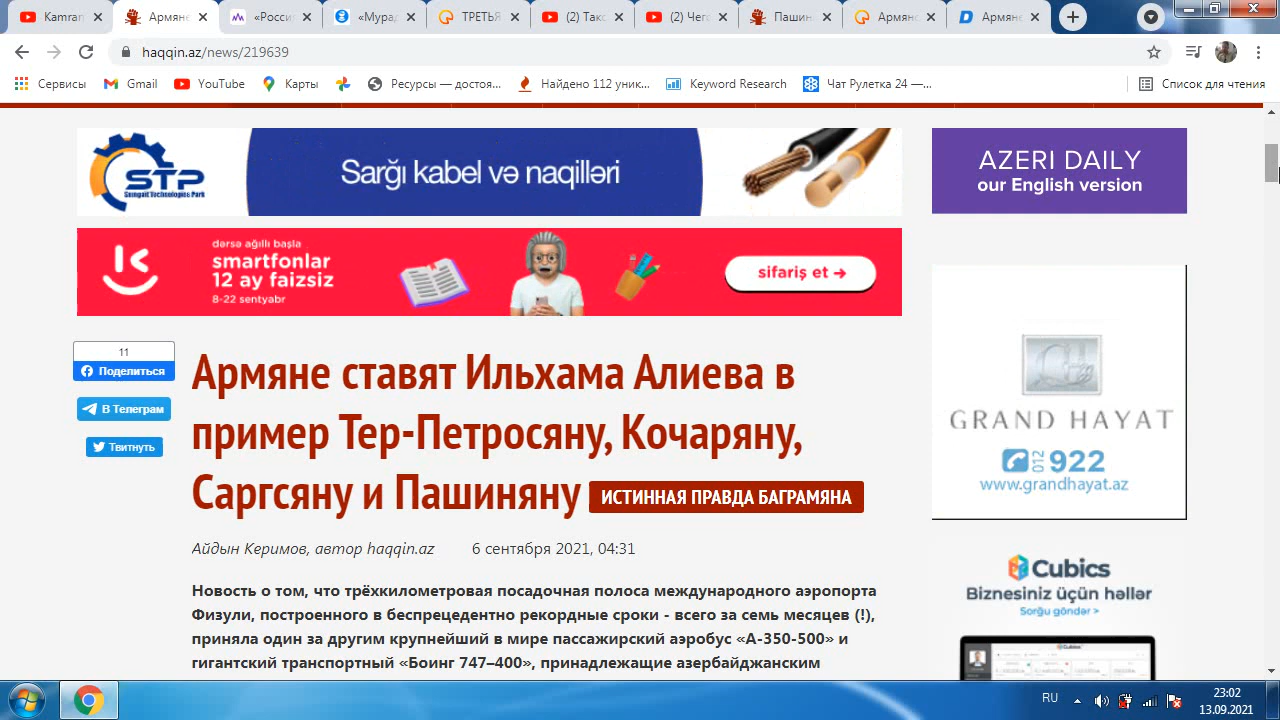 Kamran
Армяне
«Росси
«Мурад
ТРЕТЬЯ
(2) Такс
(2) Чего
Пашин
Армяне
Армяне
haqqin.az/news/219639
Сервисы
Gmail
YouTube
Карты
Ресурсы — достоя...
Найдено 112 уник...
Keyword Research
Чат Рулетка 24 —...
Список для чтения
STP
Sumgait Technologies Park
Sarğı kabel və naqilləri
AZERI DAILY
our English version
dərsə ağıllı başla
smartfonlar
12 ay faizsiz
8-22 sentyabr
sifariş et →
11
Поделиться
В Телеграм
Твитнуть
Армяне ставят Ильхама Алиева в
пример Тер-Петросяну, Кочаряну,
Саргсяну и Пашиняну ИСТИННАЯ ПРАВДА БАГРАМЯНА
Айдын Керимов, автор haqqin.az 6 сентября 2021, 04:31
Новость о том, что трёхкилометровая посадочная полоса международного аэропорта
Физули, построенного в беспрецедентно рекордные сроки - всего за семь месяцев (!),
приняла один за другим крупнейший в мире пассажирский аэробус «А-350-500» и
гигантский транспортный «Боинг 747–400», принадлежащие азербайджанским
GRAND HAYAT
012 922
www.grandhayat.az
Cubics
Biznesiniz üçün həllər
Sorğu göndər >
Cubics
RU
23:02
13.09.2021